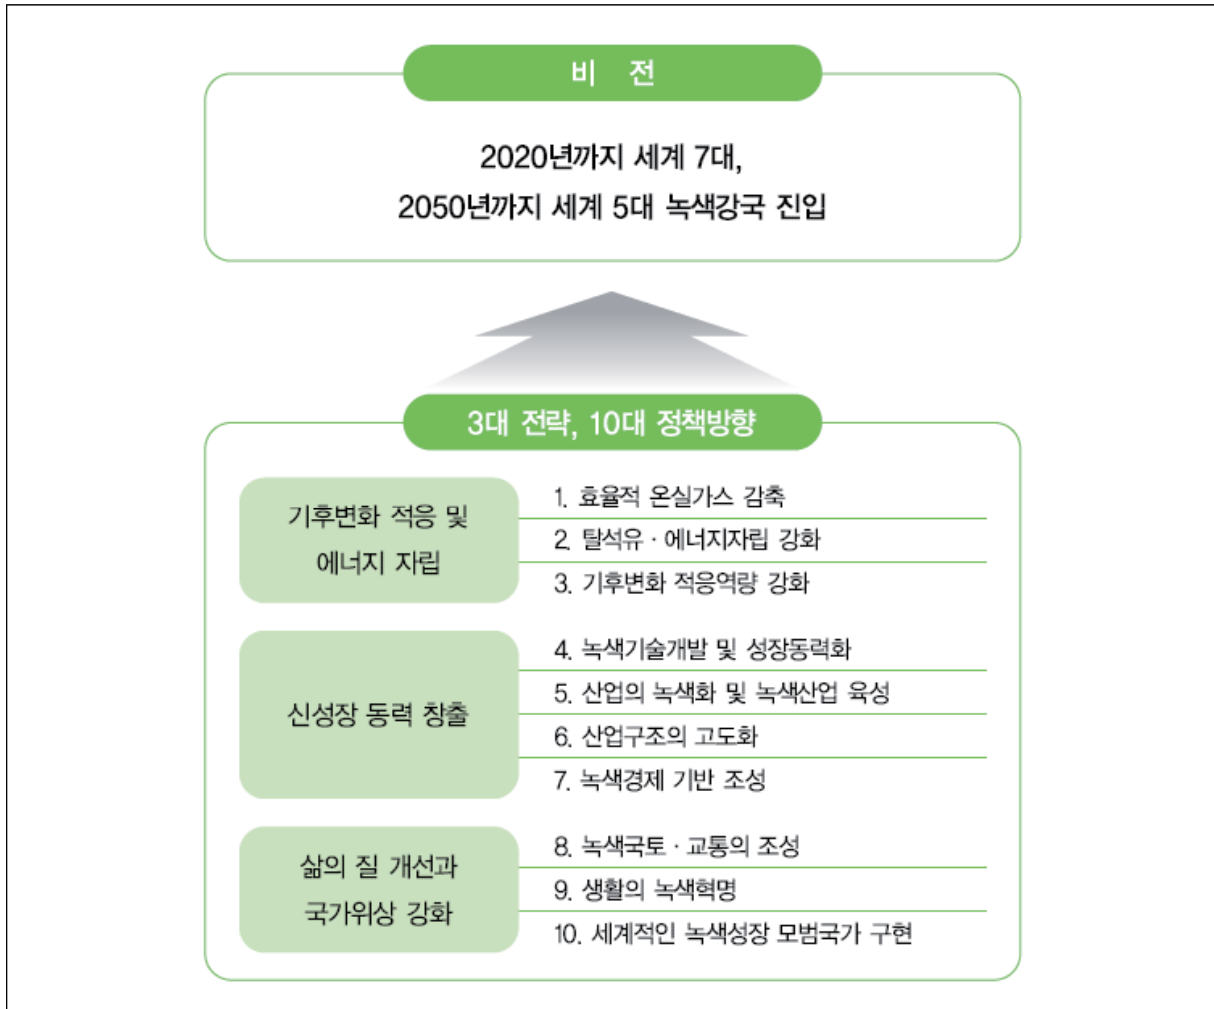 비 전
2020년까지 세계 7대,
2050년까지 세계 5대 녹색강국 진입
3대 전략, 10대 정책방향
기후변화 적응 및
에너지 자립
1. 효율적 온실가스 감축
2. 탈석유 · 에너지자립 강화
3. 기후변화 적응역량 강화
신성장 동력 창출
4. 녹색기술개발 및 성장동력화
5. 산업의 녹색화 및 녹색산업 육성
6. 산업구조의 고도화
7. 녹색경제 기반 조성
삶의 질 개선과
국가위상 강화
8. 녹색국토 · 교통의 조성
9. 생활의 녹색혁명
10. 세계적인 녹색성장 모범국가 구현